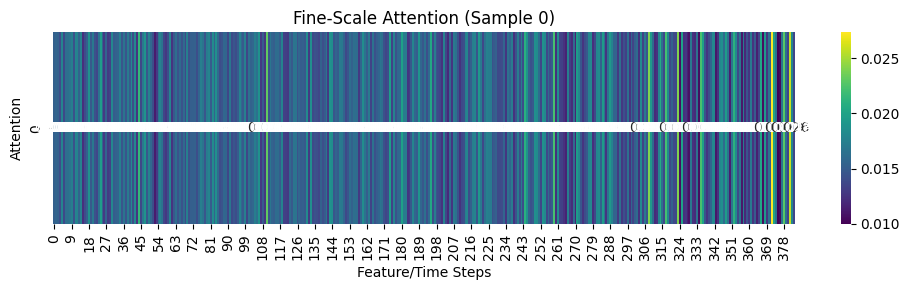 Fine-Scale Attention (Sample 0)
Attention
0 9 18 27 36 45 54 63 72 81 90 99 108 117 126 135 144 153 162 171 180 189 198 207 216 225 234 243 252 261 270 279 288 297 306 315 324 333 342 351 360 369 378
Feature/Time Steps
0.025
0.020
0.015
0.010